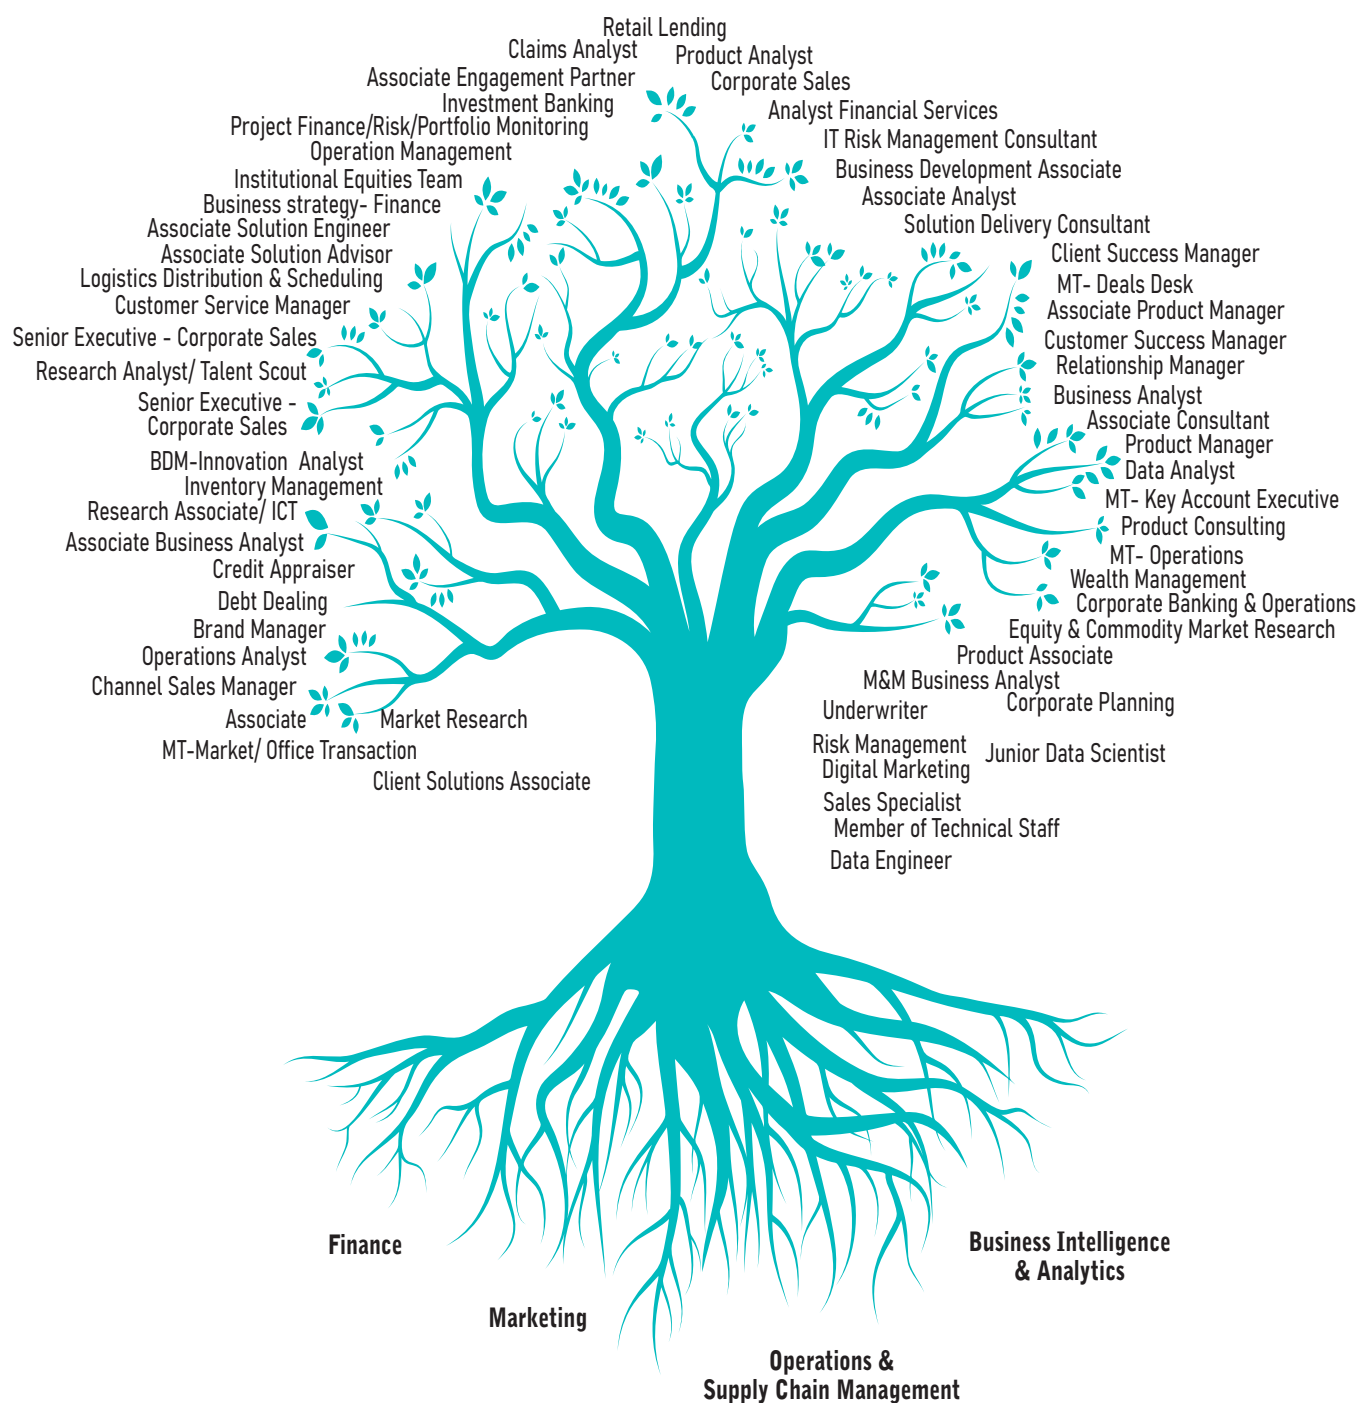 Retail Lending
Claims Analyst
Product Analyst
Associate Engagement Partner
Corporate Sales
Investment Banking
Analyst Financial Services
Project Finance/Risk/Portfolio Monitoring
IT Risk Management Consultant
Operation Management
Business Development Associate
Institutional Equities Team
Associate Analyst
Business strategy- Finance
Solution Delivery Consultant
Associate Solution Engineer
Associate Solution Advisor
Client Success Manager
Logistics Distribution & Scheduling
MT- Deals Desk
Customer Service Manager
Associate Product Manager
Senior Executive - Corporate Sales
Customer Success Manager
Research Analyst/ Talent Scout
Relationship Manager
Senior Executive -
Corporate Sales
Business Analyst
Associate Consultant
BDM-Innovation  Analyst
Product Manager
Inventory Management
Data Analyst
Research Associate/ ICT
MT- Key Account Executive
Associate Business Analyst
Product Consulting
Credit Appraiser
MT- Operations
Debt Dealing
Wealth Management
Brand Manager
Corporate Banking & Operations
Operations Analyst
Equity & Commodity Market Research
Channel Sales Manager
Product Associate
Associate
Market Research
M&M Business Analyst
Corporate Planning
MT-Market/ Office Transaction
Underwriter
Client Solutions Associate
Risk Management
Junior Data Scientist
Digital Marketing
Sales Specialist
Member of Technical Staff
Data Engineer
Finance
Business Intelligence
& Analytics
Marketing
Operations &
Supply Chain Management